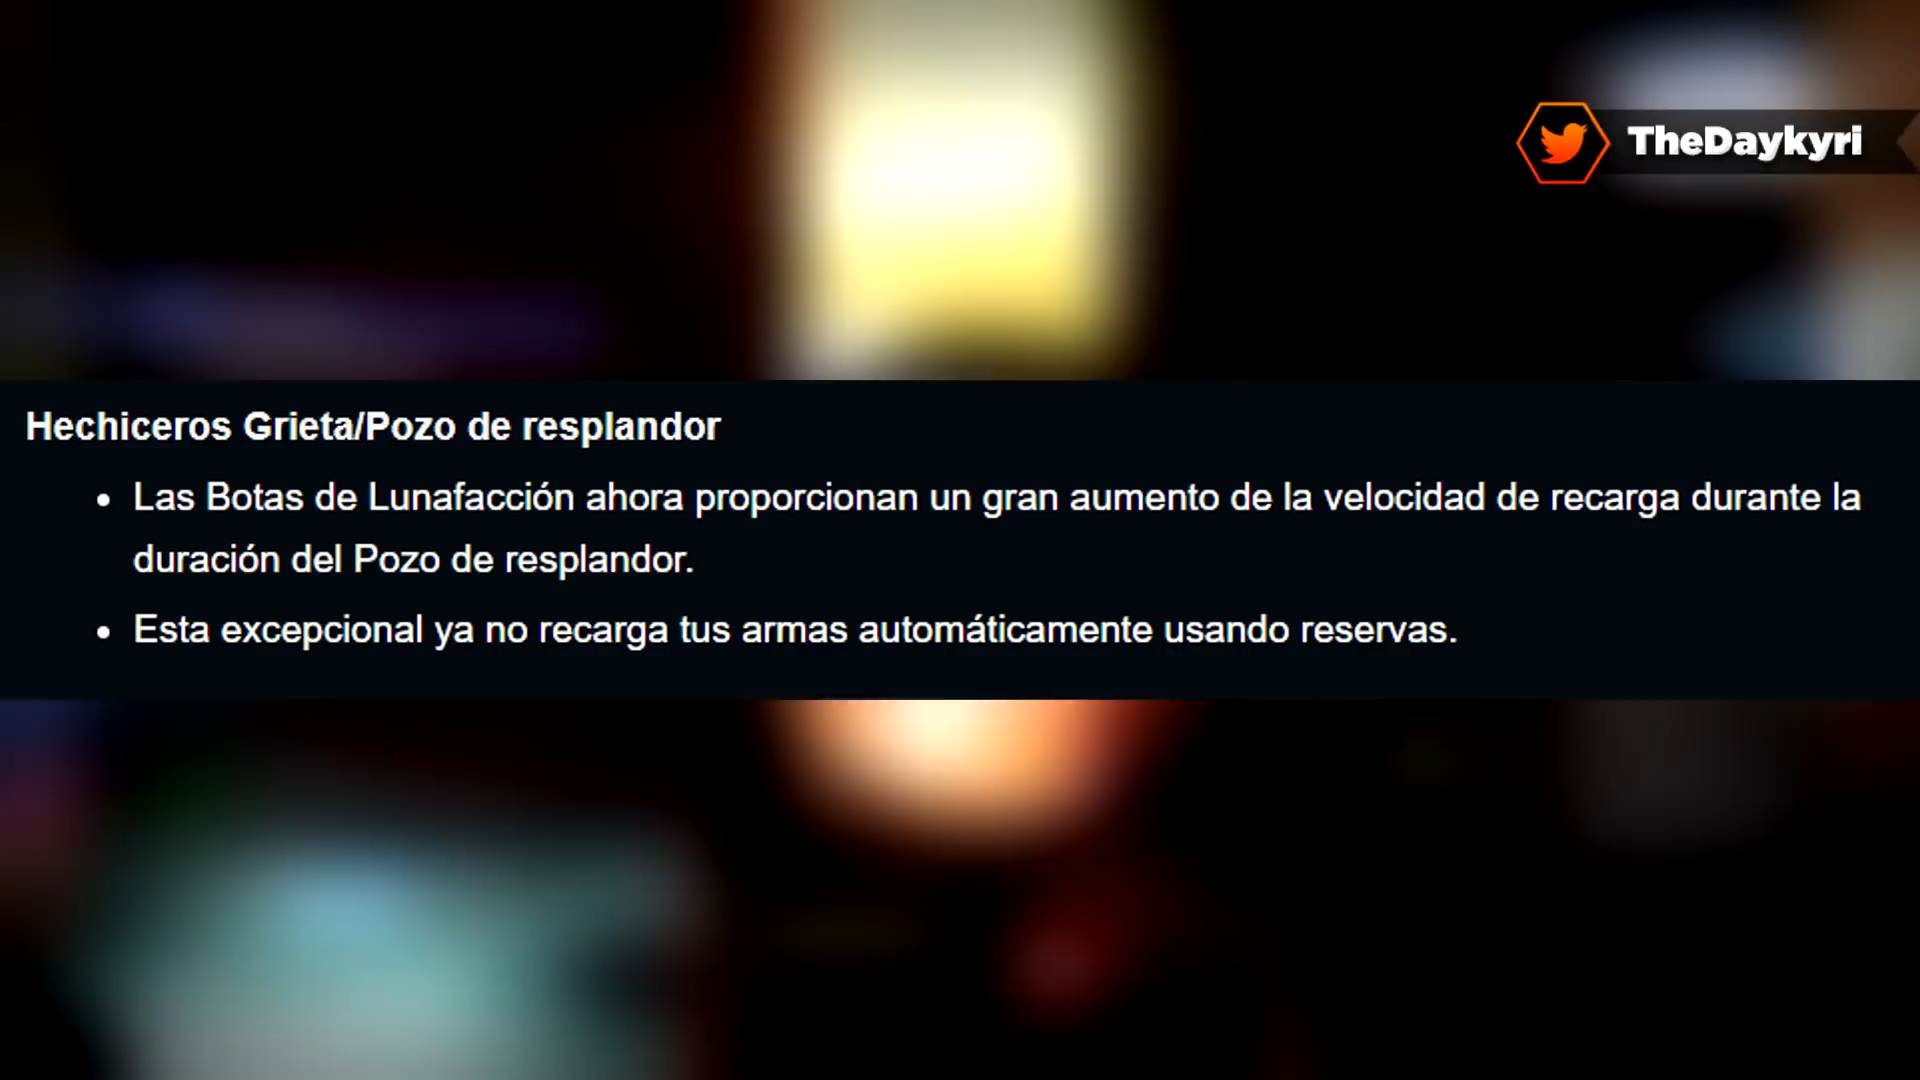 TheDaykyri
Hechiceros Grieta/Pozo de resplandor
• Las Botas de Lunafacción ahora proporcionan un gran aumento de la velocidad de recarga durante la
duración del Pozo de resplandor.
• Esta excepcional ya no recarga tus armas automáticamente usando reservas.